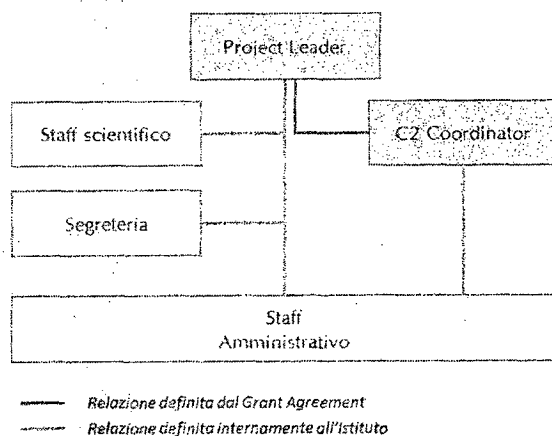 Project Leader
Staff scientifico
C2 Coordinator
Segreteria
Staff
Amministrativo
Relazione definita dal Grant Agreement
Relazione definita internamente all'Istituto